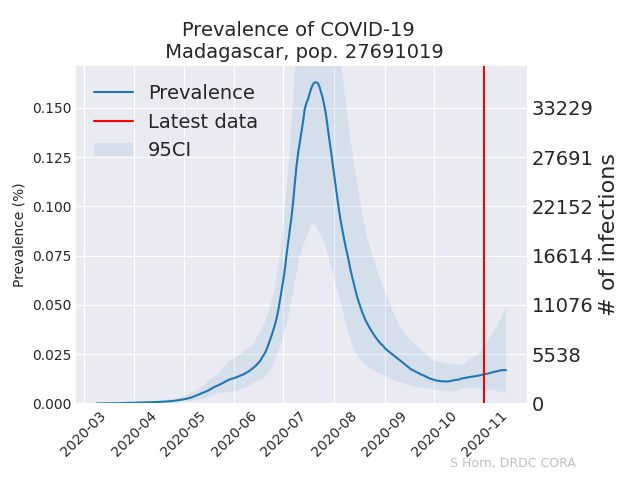 Prevalence of COVID-19
Madagascar, pop. 27691019
Prevalence
Latest data
95CI
Prevalence (%)
0.150
0.125
0.100
0.075
0.050
0.025
0.000
33229
27691
22152
16614
11076
5538
0
# of infections
2020-03
2020-04
2020-05
2020-06
2020-07
2020-08
2020-09
2020-10
2020-11
S Horn, DRDC CORA